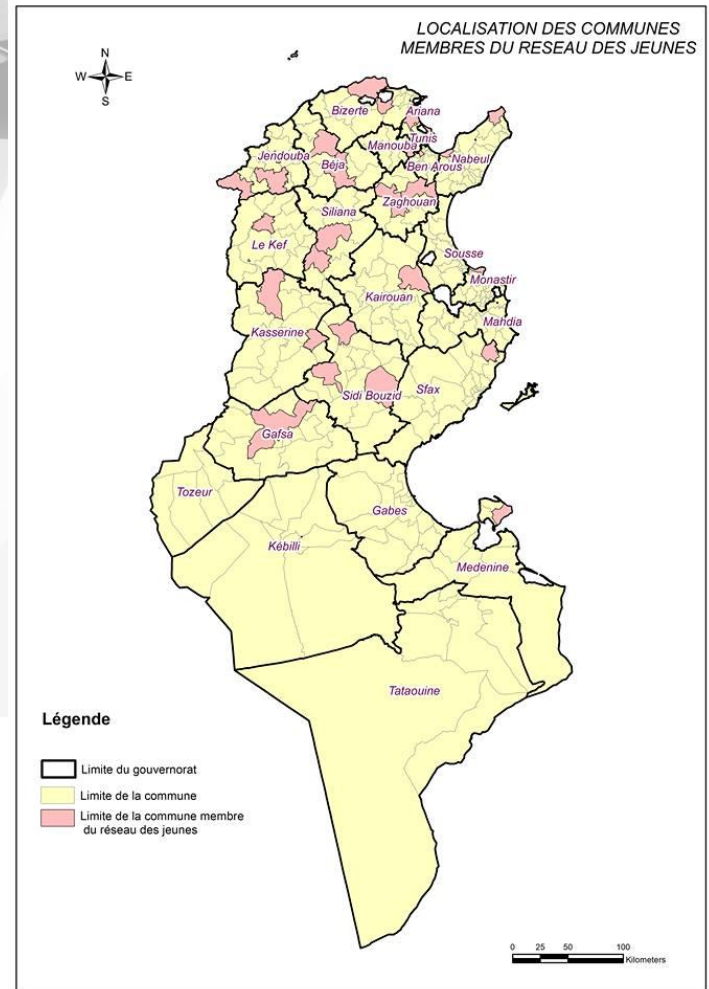 LOCALISATION DES COMMUNES
MEMBRES DU RESEAU DES JEUNES
N
W E
S
Bizerte
Ariana
Tunis
Manouba
Jendouba
Béja
Ben Arous
Nabeul
Zaghouan
Siliana
Le Kef
Sousse
Monastir
Kairouan
Mahdia
Kasserine
Sidi Bouzid
Sfax
Gafsa
Tozeur
Gabes
Kébilli
Medenine
Tataouine
Légende
Limite du gouvernorat
Limite de la commune
Limite de la commune membre
du réseau des jeunes
0 25 50 100
Kilometers